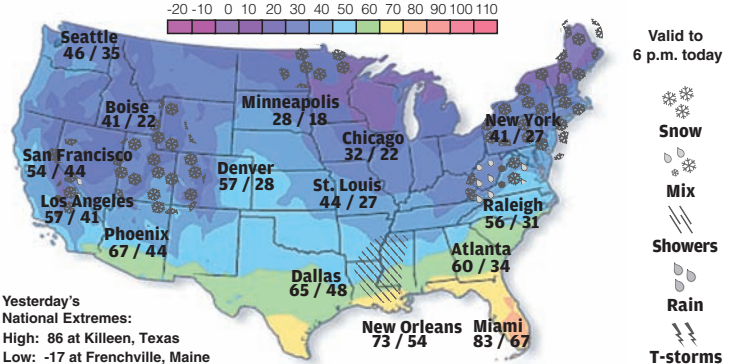 -20 -10 0 10 20 30 40 50 60 70 80 90 100 110
Seattle
46 / 35
Valid to
6 p.m. today
Boise
41 / 22
Minneapolis
28 / 18
New York
41 / 27
Snow
Chicago
32 / 22
San Francisco
54 / 44
Denver
57 / 28
St. Louis
44 / 27
Mix
Los Angeles
57 / 41
Raleigh
56 / 31
Phoenix
67 / 44
Atlanta
60 / 34
Showers
Dallas
65 / 48
Rain
New Orleans
73 / 54
Miami
83 / 67
T-storms
Yesterday's
National Extremes:
High: 86 at Killeen, Texas
Low: -17 at Frenchville, Maine